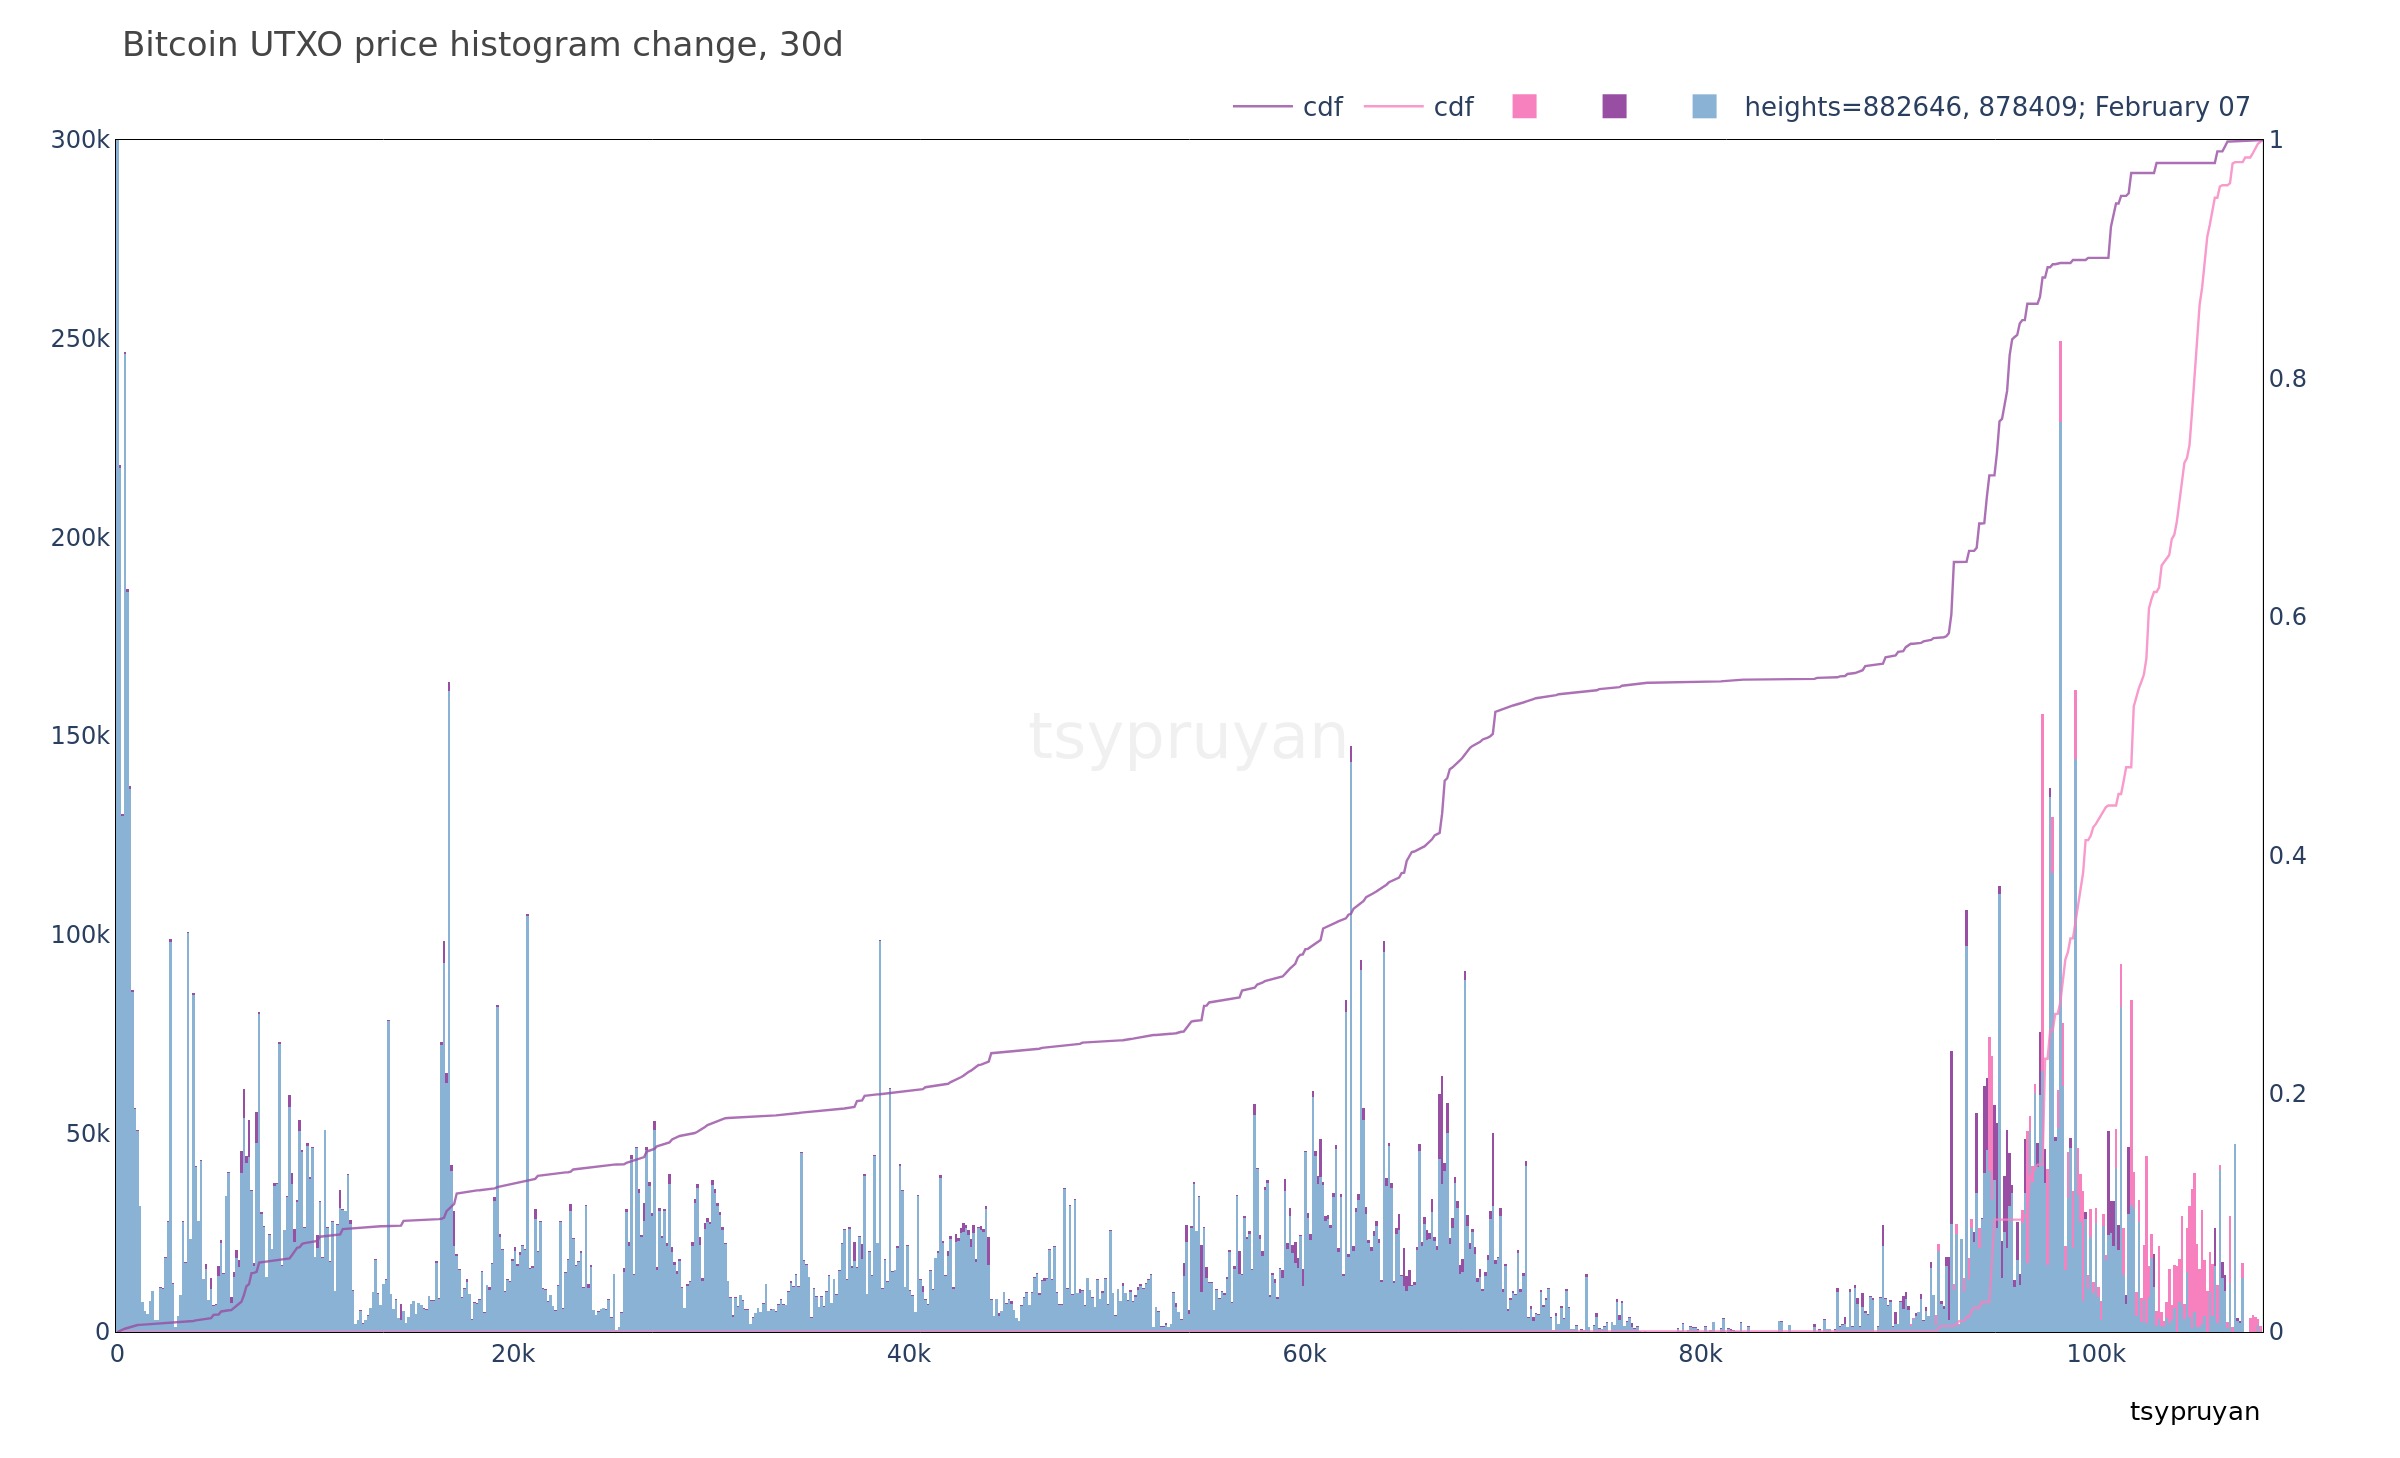 Bitcoin UTXO price histogram change, 30d
cdf cdf heights=882646, 878409; February 07
300k
250k
200k
150k
100k
50k
0
1
0.8
0.6
0.4
0.2
0
tsypruyan
0 20k 40k 60k 80k 100k
tsypruyan